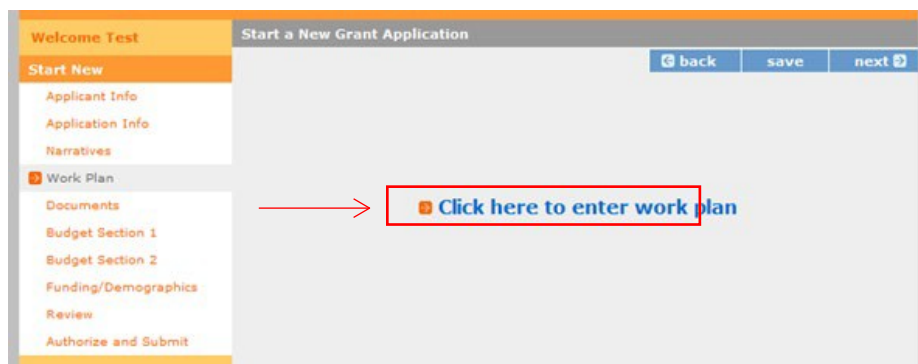 Welcome Test
Start a New Grant Application
back save next
Start New
Applicant Info
Application Info
Narratives
Work Plan
Documents
Click here to enter work plan
Budget Section 1
Budget Section 2
Funding/Demographics
Review
Authorize and Submit